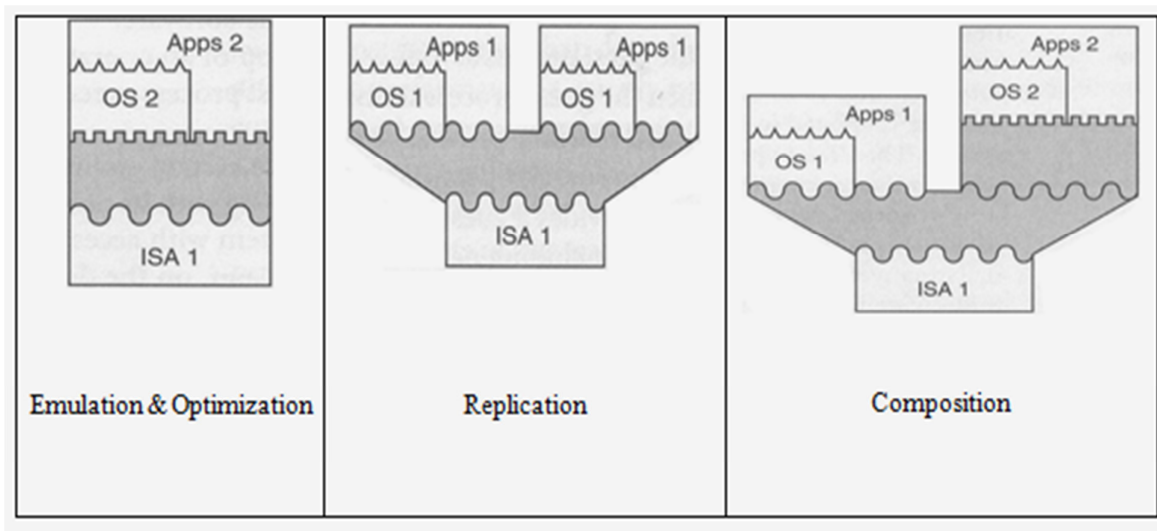 Apps 2
OS 2
ISA 1
Emulation & Optimization
Apps 1
Apps 1
OS 1
OS 1
ISA 1
Replication
Apps 2
OS 2
Apps 1
OS 1
ISA 1
Composition